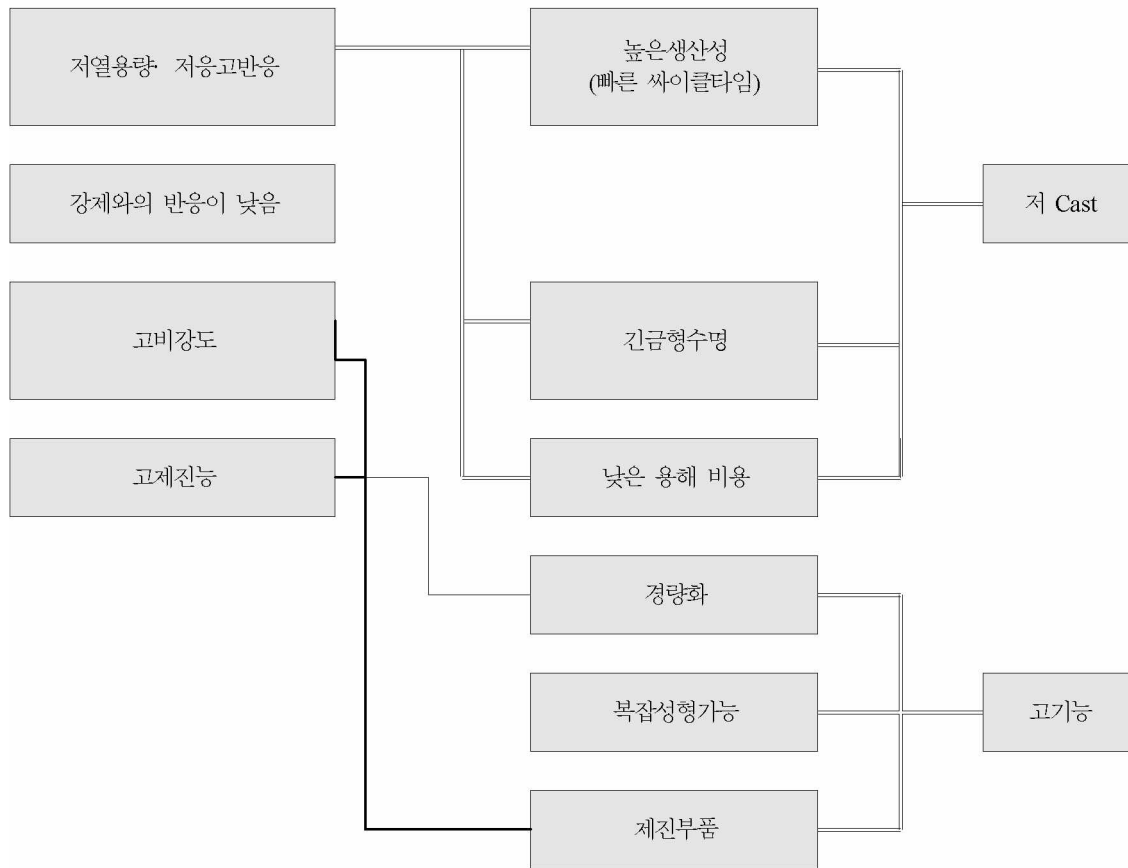 저열용량· 저응고반응
높은생산성
(빠른 싸이클타임)
강제와의 반응이 낮음
저 Cast
고비강도
긴금형수명
고제진능
낮은 용해 비용
경량화
복잡성형가능
고기능
제진부품